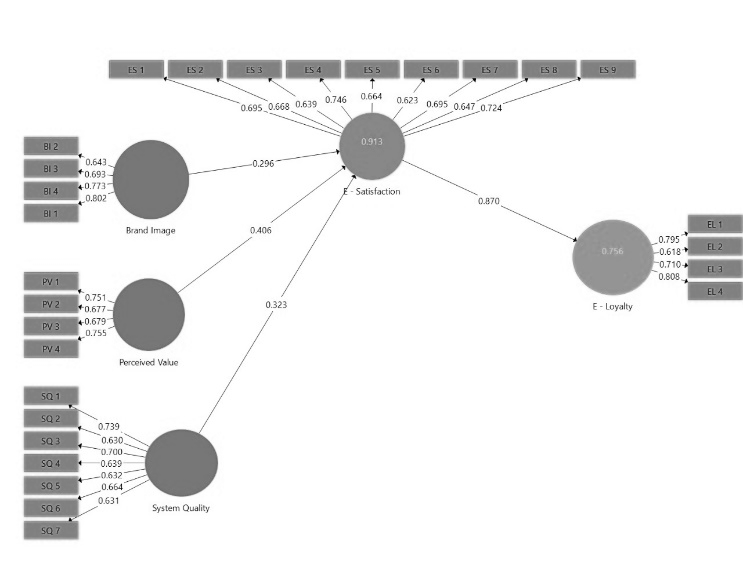 ES 1 ES 2 ES 3 ES 4 ES 5 ES 6 ES 7 ES 8 ES 9
0.695 0.668 0.639 0.746 0.664 0.623 0.695 0.647 0.724
0.913
E - Satisfaction
BI 2
BI 3
BI 4
BI 1
0.643
0.693
0.773
0.802
Brand Image
0.296
0.870
0.406
0.323
EL 1
EL 2
EL 3
EL 4
0.795
0.618
0.710
0.808
0.756
E - Loyalty
PV 1
PV 2
PV 3
PV 4
0.751
0.677
0.679
0.755
Perceived Value
SQ 1
SQ 2
SQ 3
SQ 4
SQ 5
SQ 6
SQ 7
0.739
0.630
0.700
0.639
0.632
0.664
0.631
System Quality